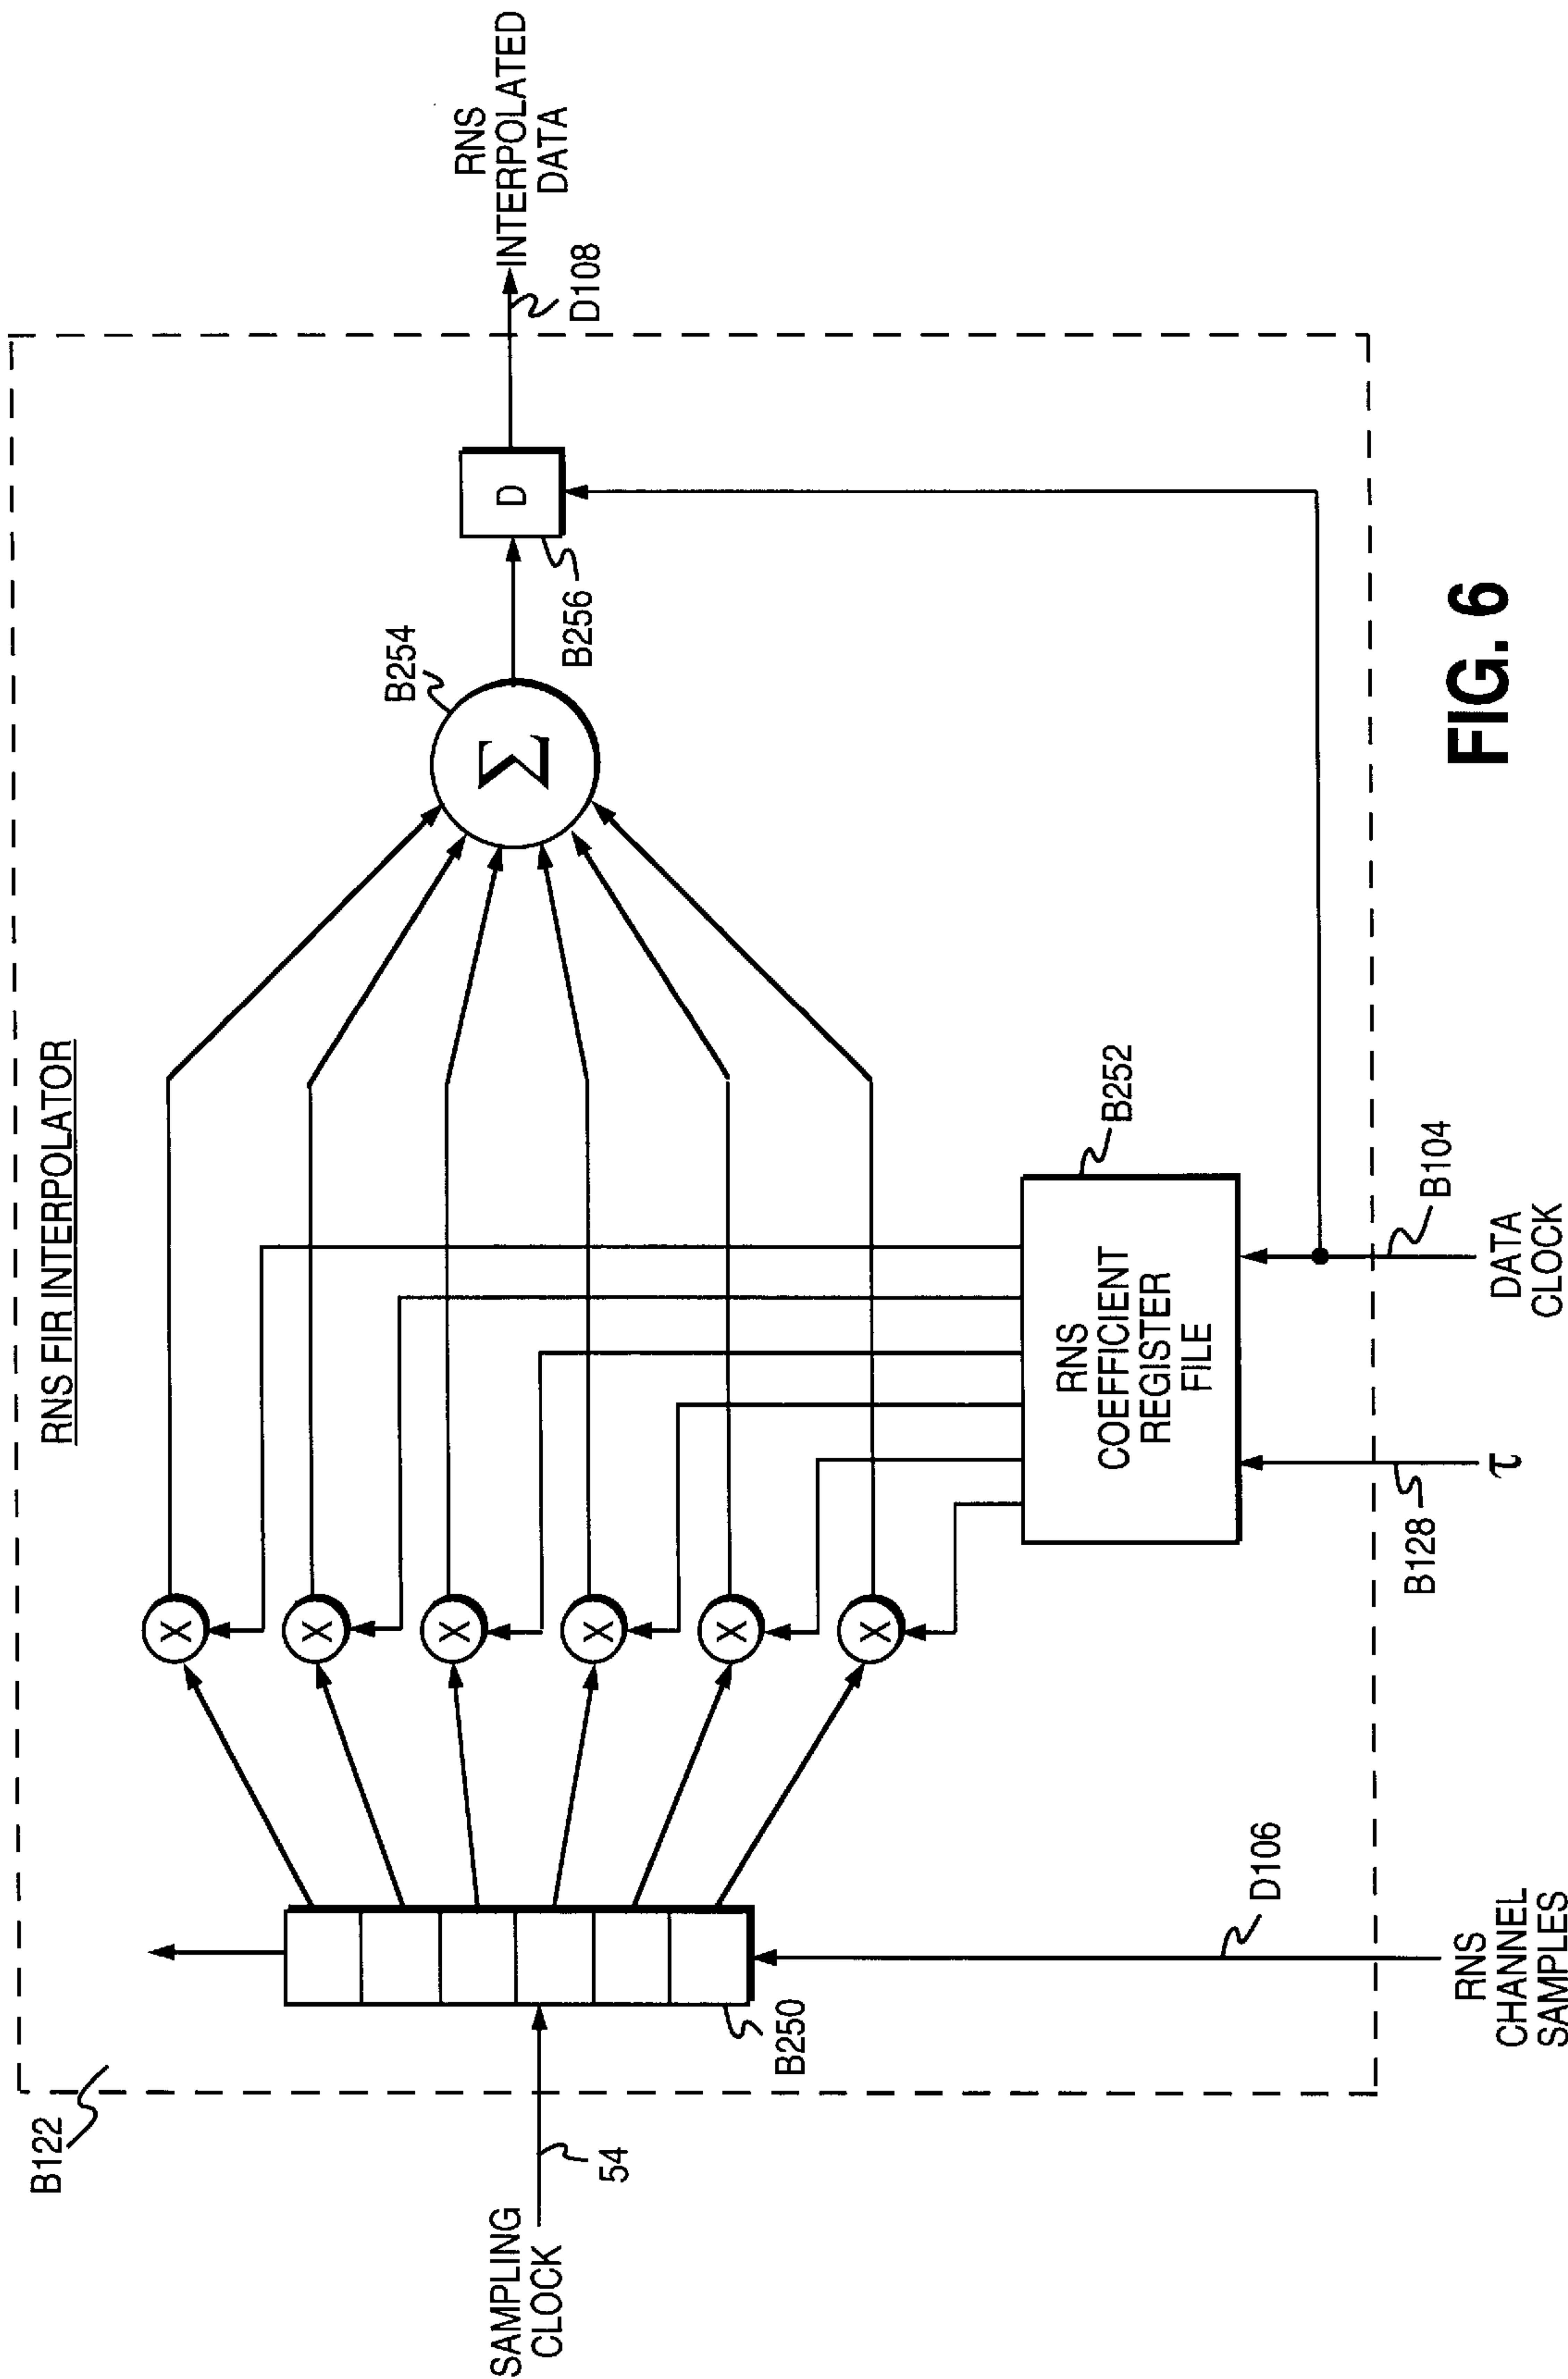 RNS FIR INTERPOLATOR
B122
SAMPLING
CLOCK
54
B250
RNS
CHANNEL
SAMPLES
D106
X
X
X
X
X
X
RNS
COEFFICIENT
REGISTER
FILE
B252
B128
τ
DATA
CLOCK
B104
B254
Σ
D
B256
D108
RNS
INTERPOLATED
DATA
FIG. 6